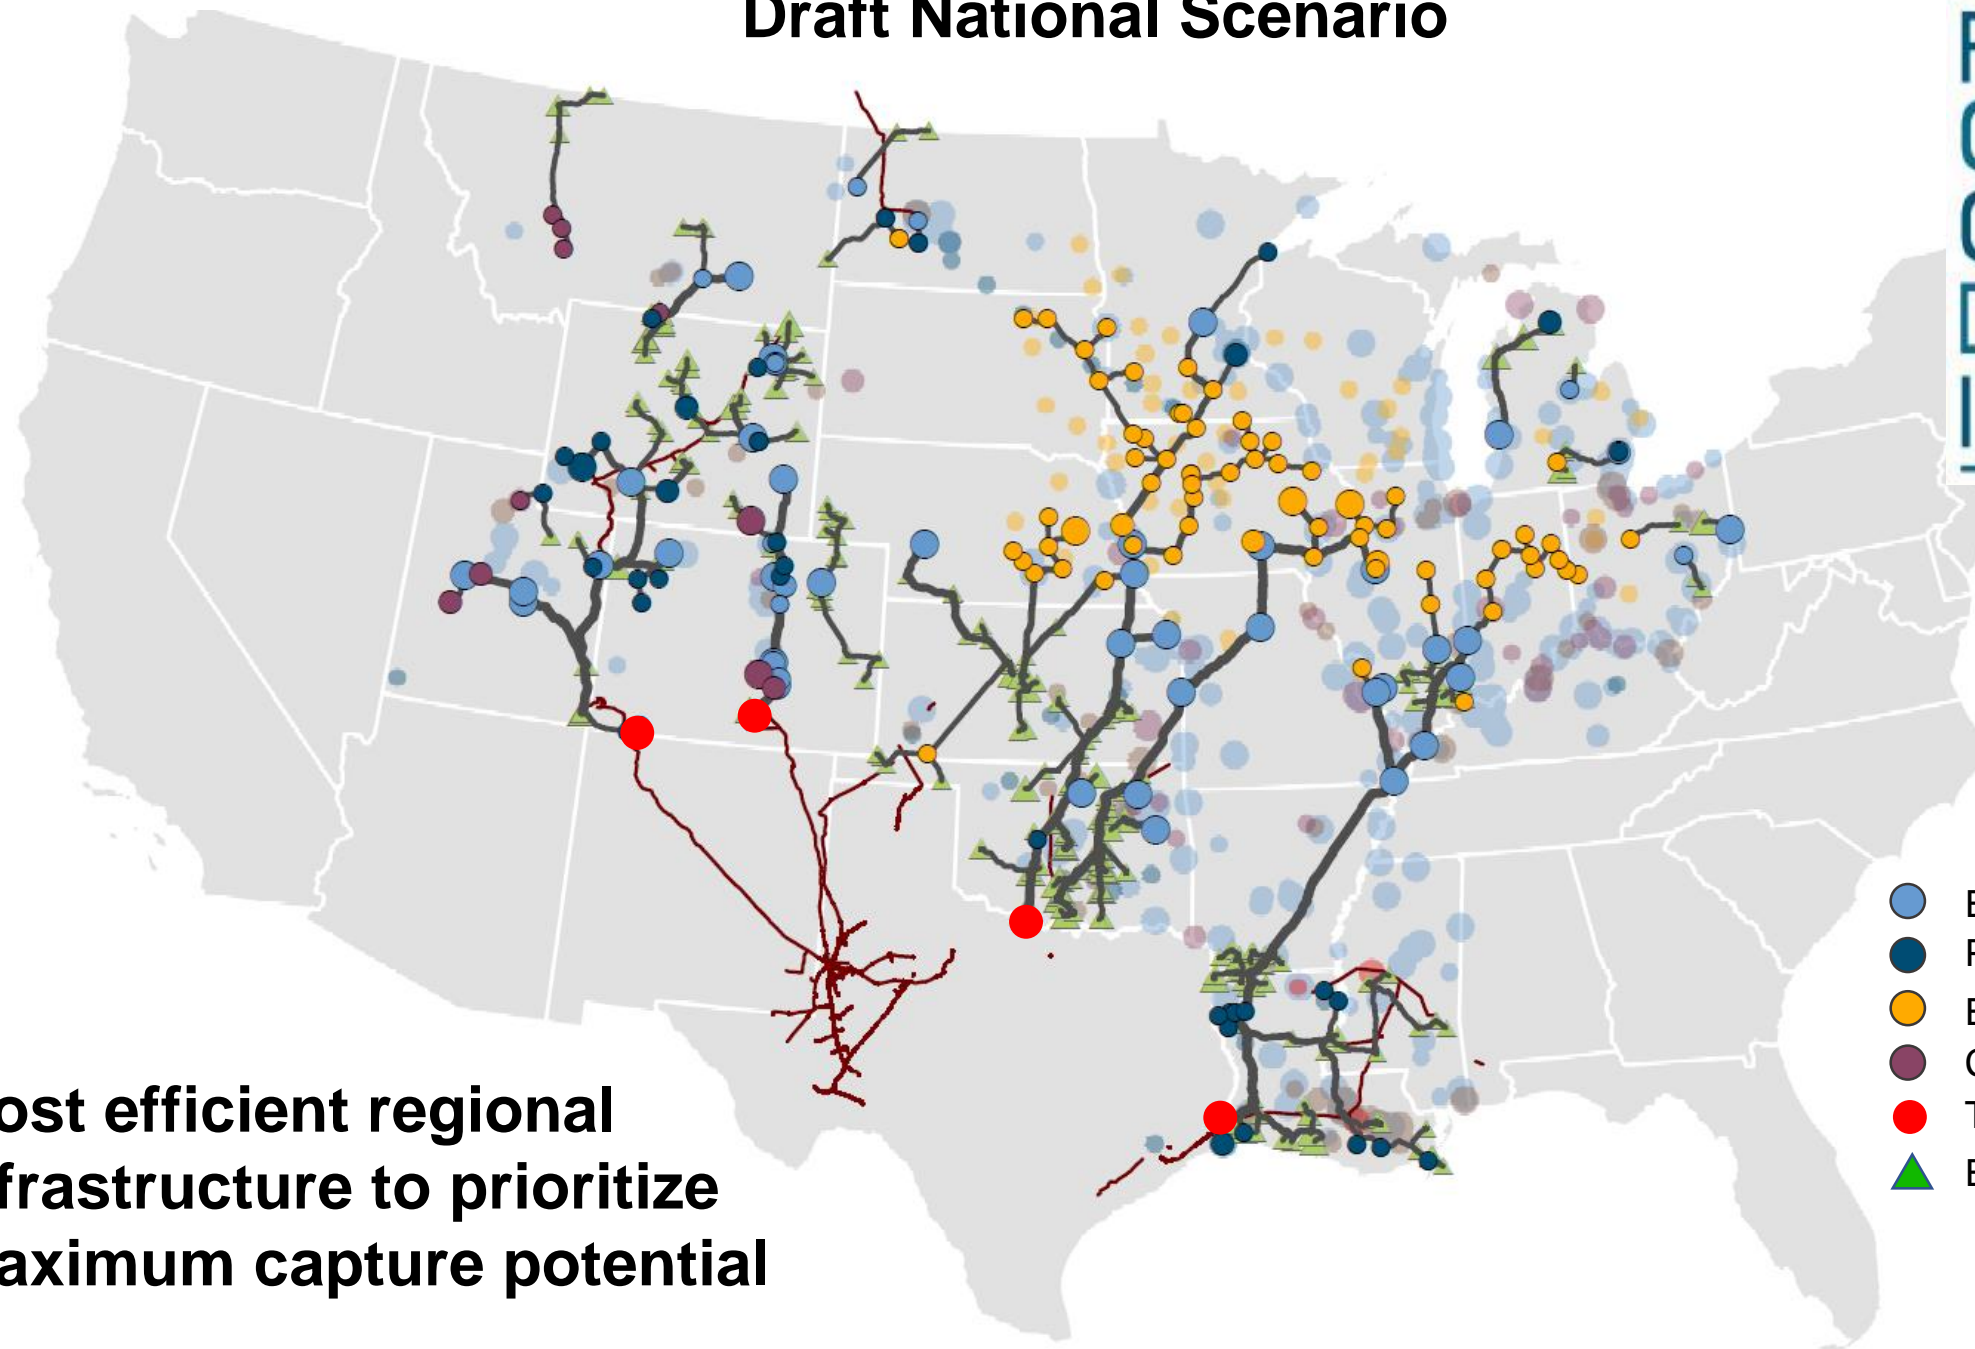 Draft National Scenario
ost efficient regional
frastructure to prioritize
aximum capture potential